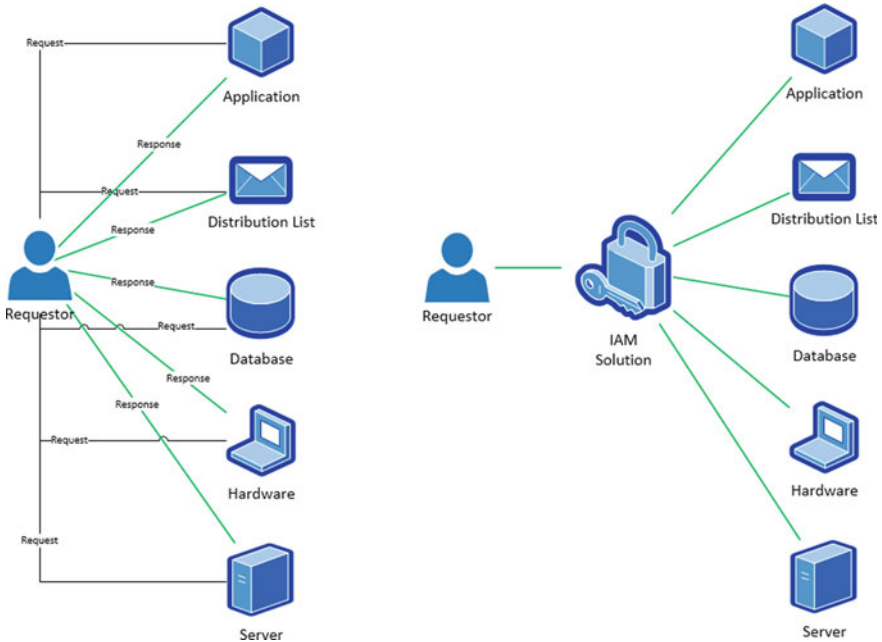 Request
Application
Response
Request
Distribution List
Response
Requestor
Response
Request
Database
Response
Response
Request
Hardware
Request
Server
Application
Distribution List
Requestor
IAM
Solution
Database
Hardware
Server